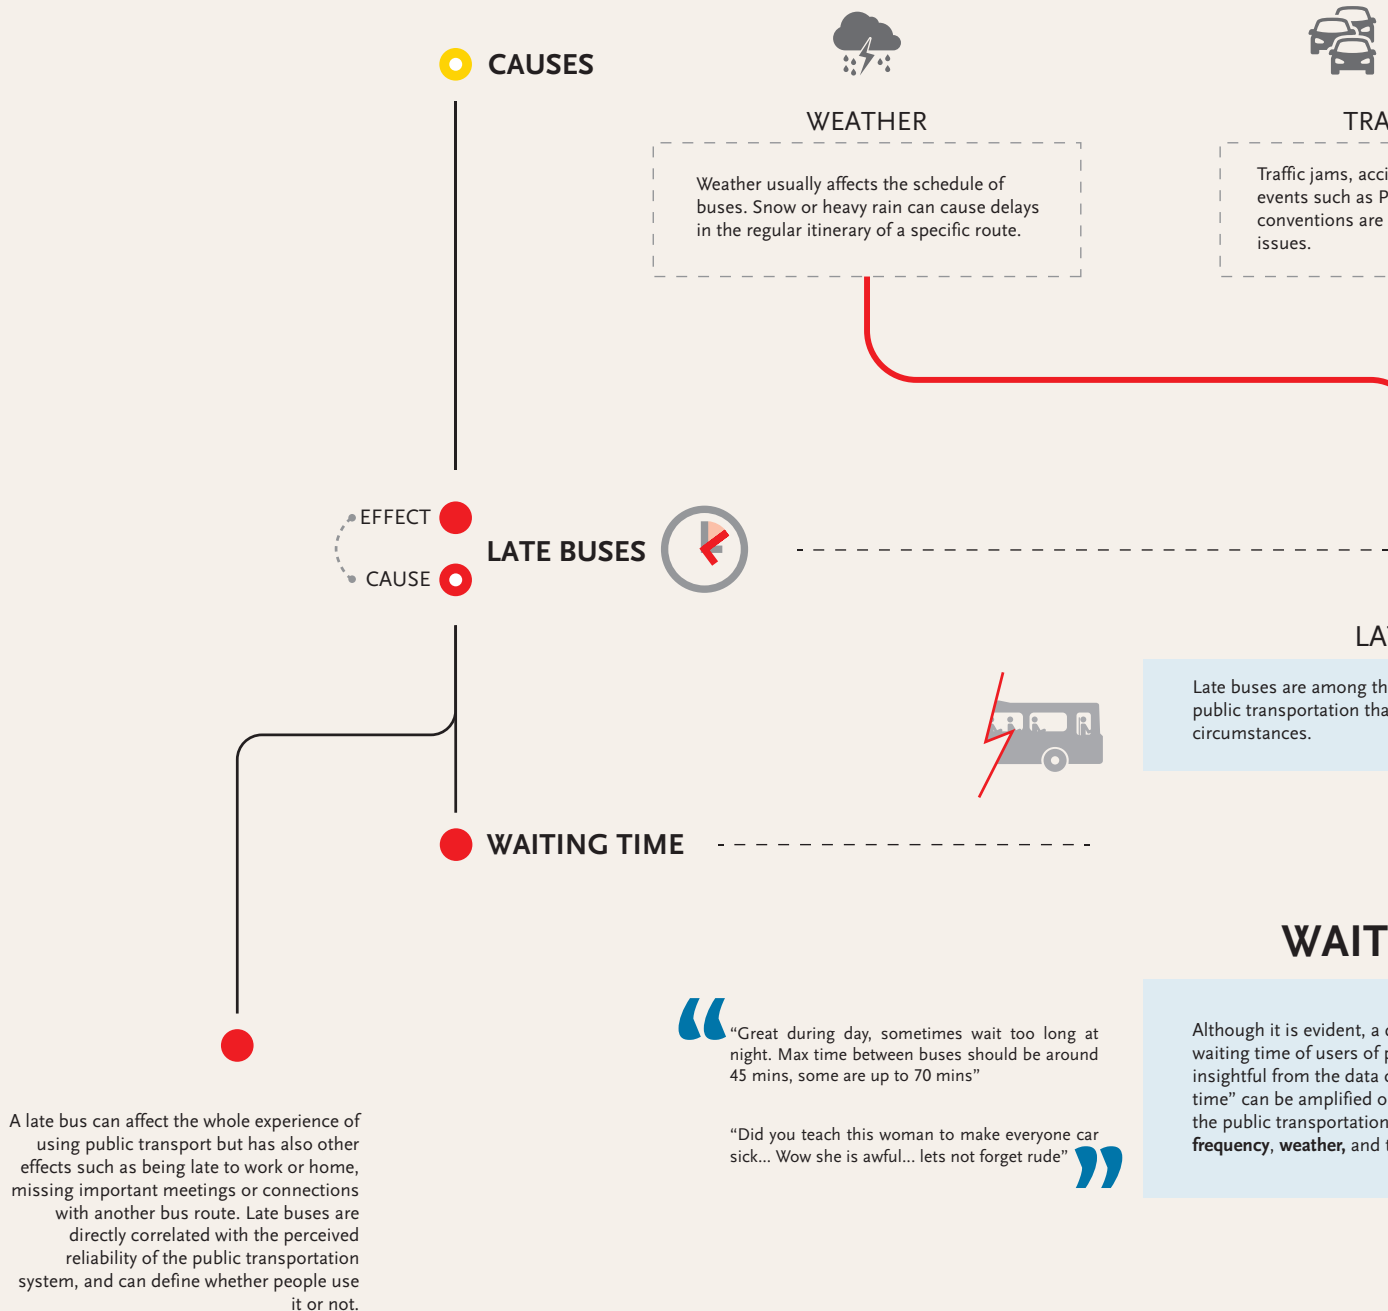 CAUSES
WEATHER
Weather usually affects the schedule of
buses. Snow or heavy rain can cause delays
in the regular itinerary of a specific route.
TRA
Traffic jams, acci
events such as P
conventions are
issues.
EFFECT
CAUSE
LATE BUSES
LA
Late buses are among th
public transportation tha
circumstances.
WAITING TIME
WAIT
“Great during day, sometimes wait too long at
night. Max time between buses should be around
45 mins, some are up to 70 mins”
“Did you teach this woman to make everyone car
sick... Wow she is awful... lets not forget rude”
Although it is evident, a
waiting time of users of p
insightful from the data
time” can be amplified o
the public transportation
frequency, weather, and t
A late bus can affect the whole experience of
using public transport but has also other
effects such as being late to work or home,
missing important meetings or connections
with another bus route. Late buses are
directly correlated with the perceived
reliability of the public transportation
system, and can define whether people use
it or not.